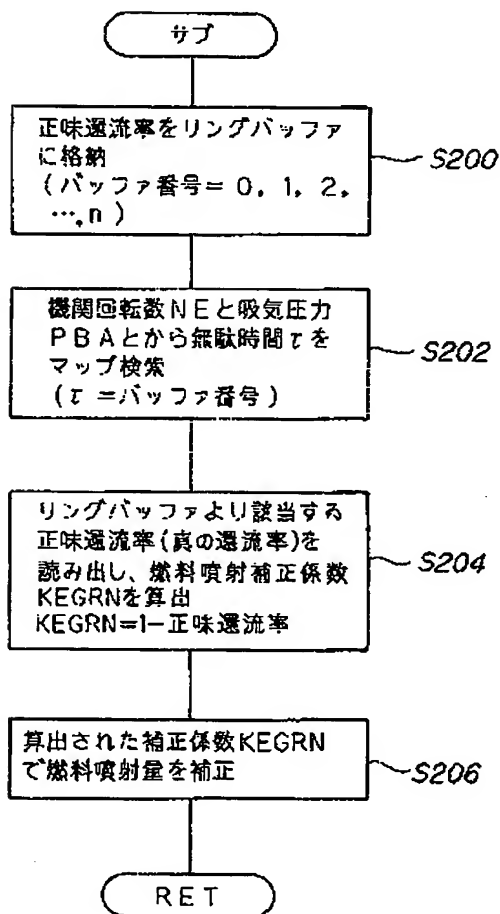 サブ
正味還流率をリングバッファ
に格納
(バッファ番号=0, 1, 2,
…,n)
S200
機関回転数NEと吸気圧力
PBAとから無駄時間τを
マップ検索
(τ=バッファ番号)
S202
リングバッファより該当する
正味還流率(真の還流率)を
読み出し、燃料噴射補正係数
KEGRNを算出
KEGRN=1-正味還流率
S204
算出された補正係数KEGRN
で燃料噴射量を補正
S206
RET